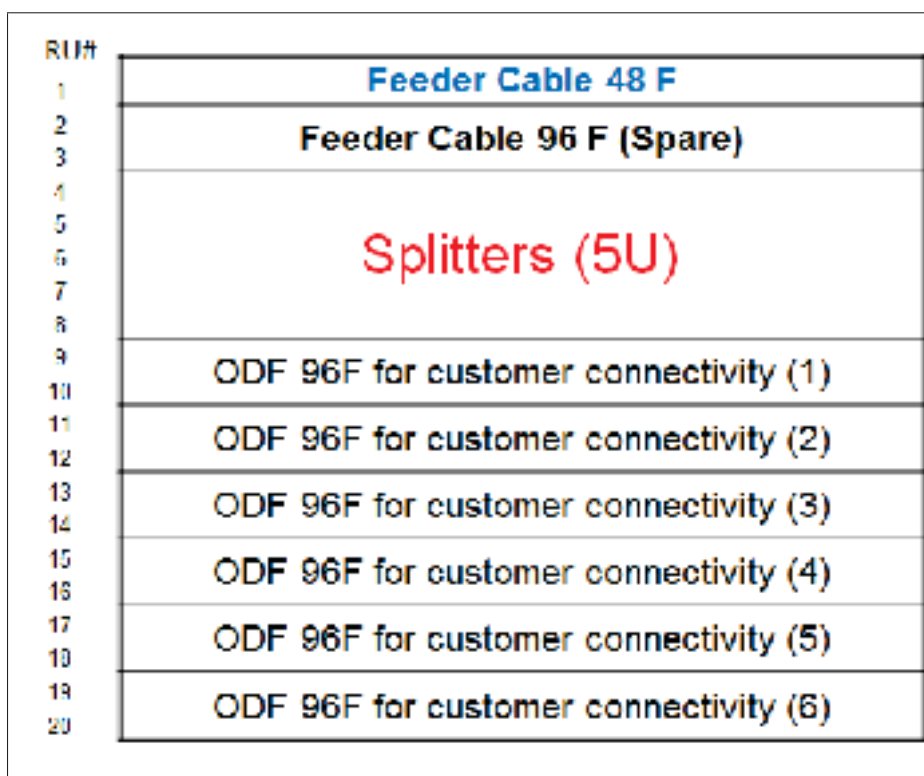 RU#
1 Feeder Cable 48 F
2
3 Feeder Cable 96 F (Spare)
4
5
6 Splitters (5U)
7
8
9
10 ODF 96F for customer connectivity (1)
11
12 ODF 96F for customer connectivity (2)
13
14 ODF 96F for customer connectivity (3)
15
16 ODF 96F for customer connectivity (4)
17
18 ODF 96F for customer connectivity (5)
19
20 ODF 96F for customer connectivity (6)